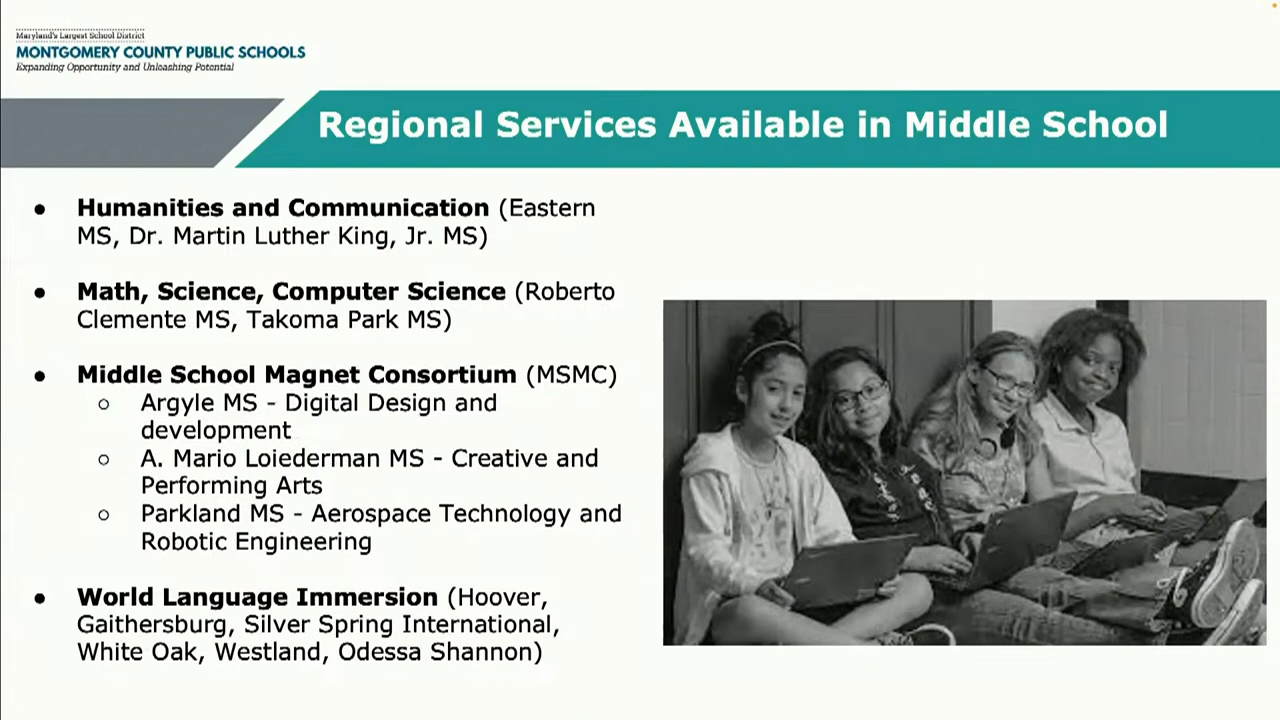 Maryland's Largest School District
MONTGOMERY COUNTY PUBLIC SCHOOLS
Expanding Opportunity and Unleashing Potential
Regional Services Available in Middle School
● Humanities and Communication (Eastern
MS, Dr. Martin Luther King, Jr. MS)
● Math, Science, Computer Science (Roberto
Clemente MS, Takoma Park MS)
● Middle School Magnet Consortium (MSMC)
○ Argyle MS - Digital Design and
development
○ A. Mario Loiederman MS - Creative and
Performing Arts
○ Parkland MS - Aerospace Technology and
Robotic Engineering
● World Language Immersion (Hoover,
Gaithersburg, Silver Spring International,
White Oak, Westland, Odessa Shannon)